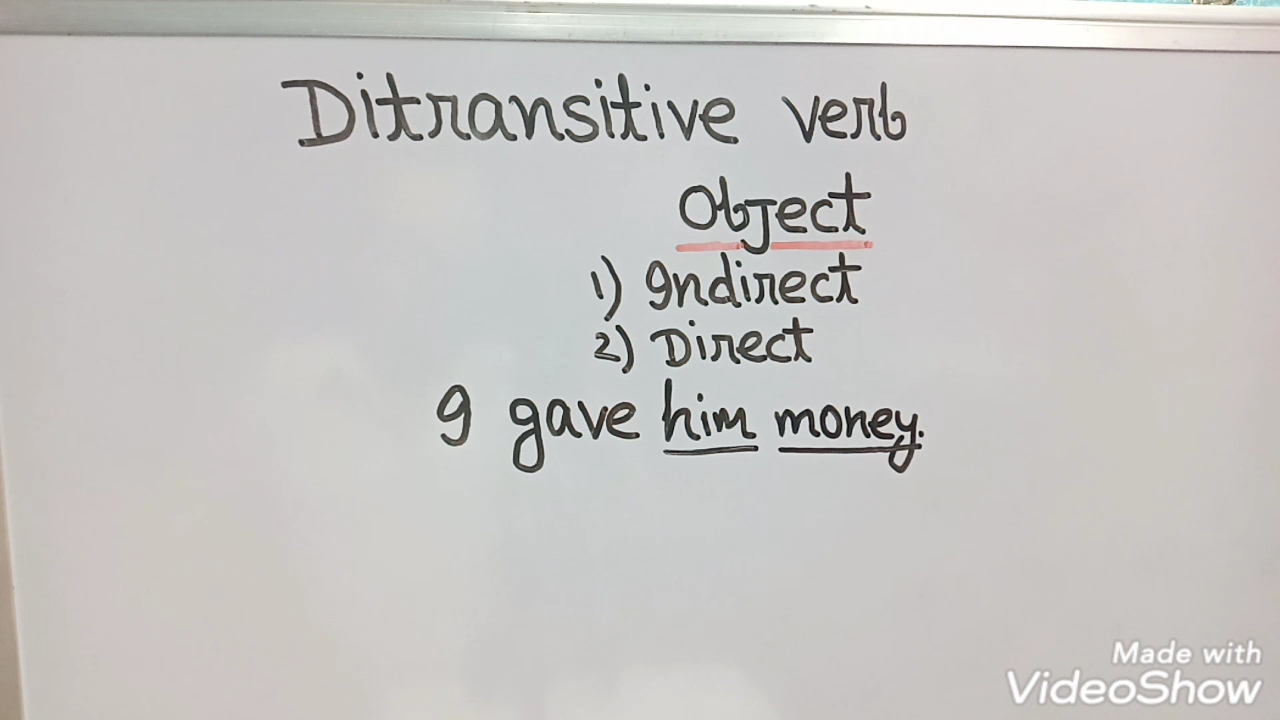 Ditransitive verb
Object
1) Indirect
2) Direct
I gave him money.
Made with
VideoShow